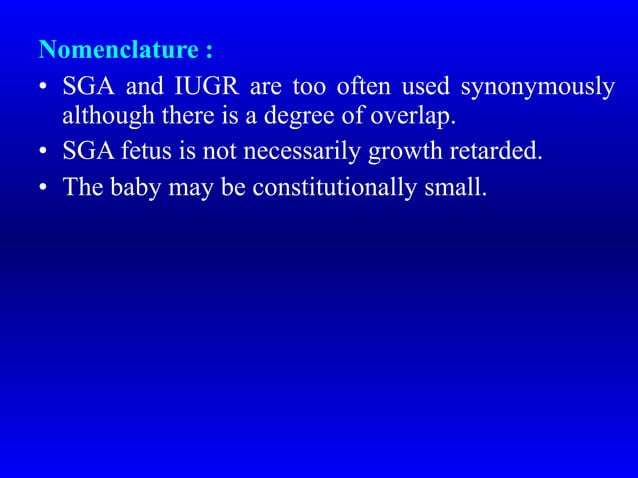 Nomenclature :
• SGA and IUGR are too often used synonymously
although there is a degree of overlap.
• SGA fetus is not necessarily growth retarded.
• The baby may be constitutionally small.